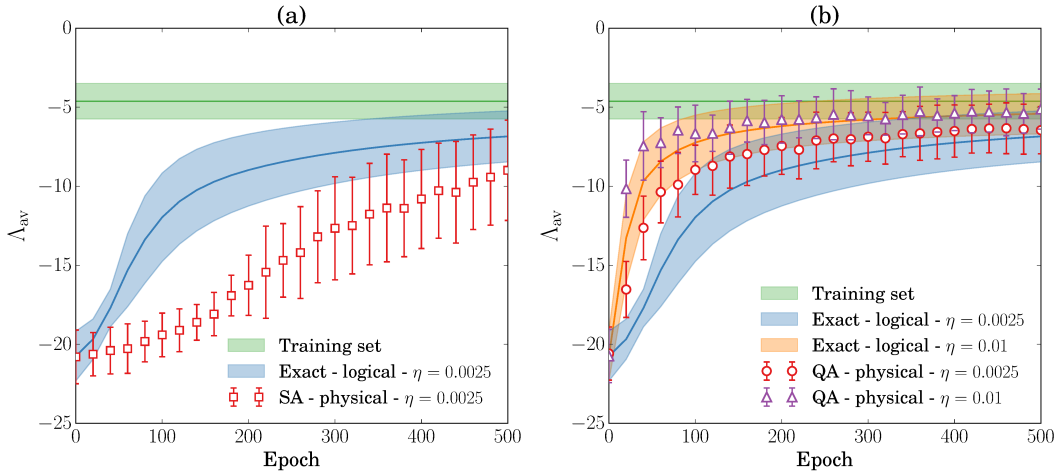 (a)
0
−5
−10
−15
−20
−25
Λav
0 100 200 300 400 500
Epoch
Training set
Exact - logical - η = 0.0025
SA - physical - η = 0.0025
(b)
0
−5
−10
−15
−20
−25
Λav
0 100 200 300 400 500
Epoch
Training set
Exact - logical - η = 0.0025
Exact - logical - η = 0.01
QA - physical - η = 0.0025
QA - physical - η = 0.01